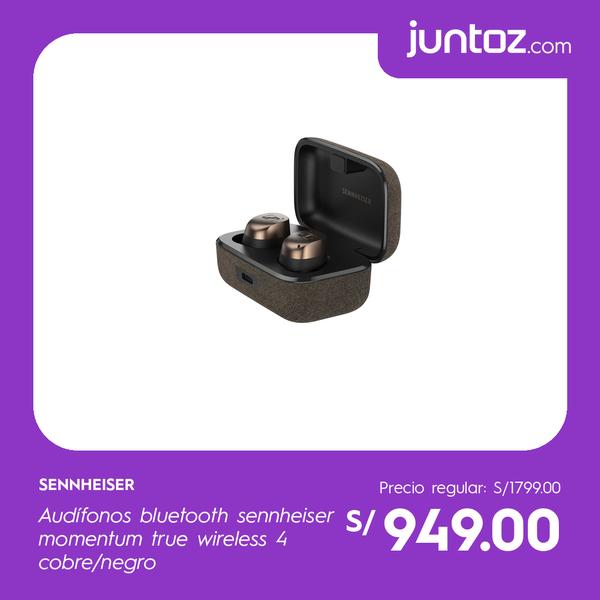 juntoz.com
SENNHEISER
SENNHEISER
Audífonos bluetooth sennheiser
momentum true wireless 4
cobre/negro
Precio regular: S/1799.00
S/ 949.00